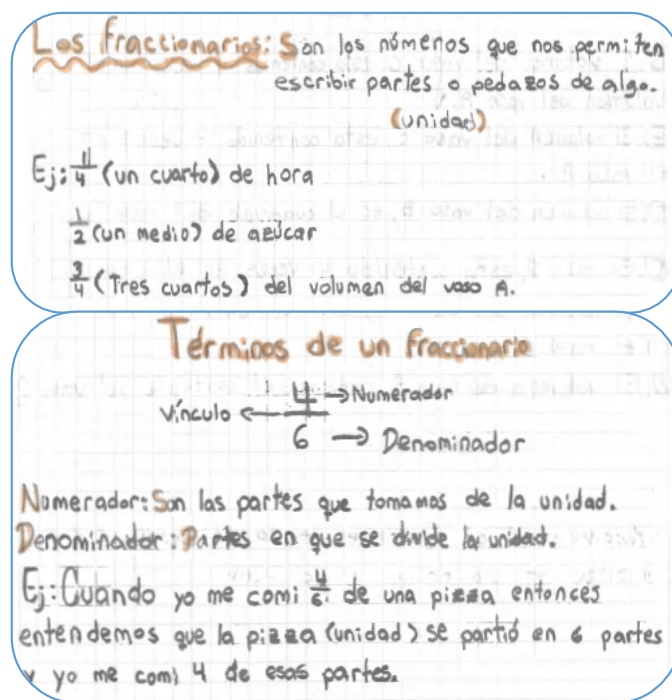 Los fraccionarios: Son los números que nos permiten
escribir partes o pedazos de algo.
(unidad)
Ej: 1/4 (un cuarto) de hora
1/2 (un medio) de azúcar
3/4 (Tres cuartos) del volumen del vaso A.
Términos de un fraccionario
Vínculo ← 4 → Numerador
6 → Denominador
Numerador: Son las partes que tomamos de la unidad.
Denominador: Partes en que se divide la unidad.
Ej: Cuando yo me comi 4/6 de una pizza entonces
entendemos que la pizza (unidad) se partió en 6 partes
y yo me comi 4 de esas partes.